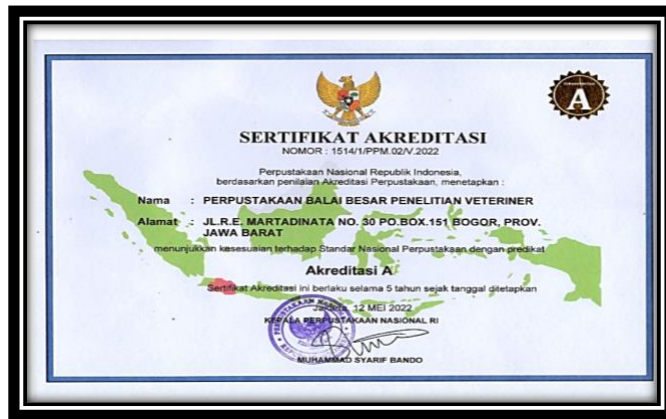 A
SERTIFIKAT AKREDITASI
NOMOR : 1514/1/PPM.02/V.2022
Perpustakaan Nasional Republik Indonesia,
berdasarkan penilaian Akreditasi Perpustakaan, menetapkan :
Nama : PERPUSTAKAAN BALAI BESAR PENELITIAN VETERINER
Alamat : JL.R.E. MARTADINATA NO. 30 PO.BOX.151 BOGOR, PROV.
JAWA BARAT
menunjukkan kesesuaian terhadap Standar Nasional Perpustakaan dengan predikat
Akreditasi A
Sertifikat Akreditasi ini berlaku selama 5 tahun sejak tanggal ditetapkan
Jakarta, 12 MEI 2022
KEPALA PERPUSTAKAAN NASIONAL RI
MUHAMMAD SYARIF BANDO